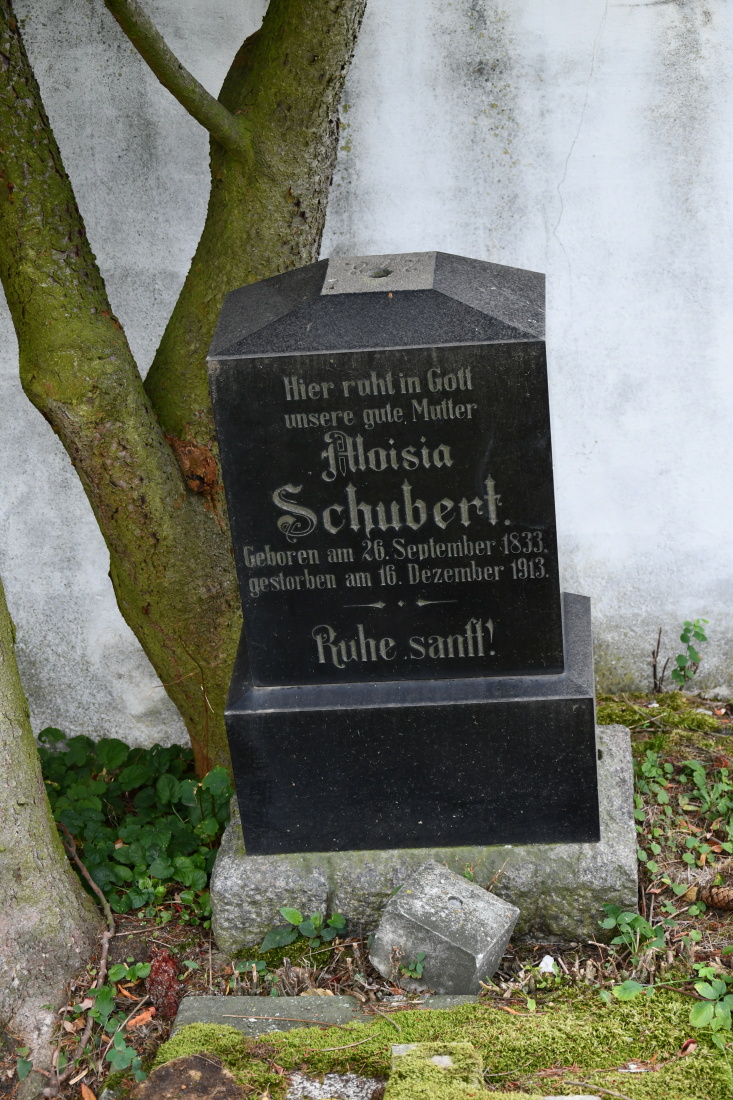 Hier ruht in Gott
unsere gute Mutter
Aloisia
Schubert.
Geboren am 26. September 1833.
gestorben am 16. Dezember 1913.
Ruhe sanft!